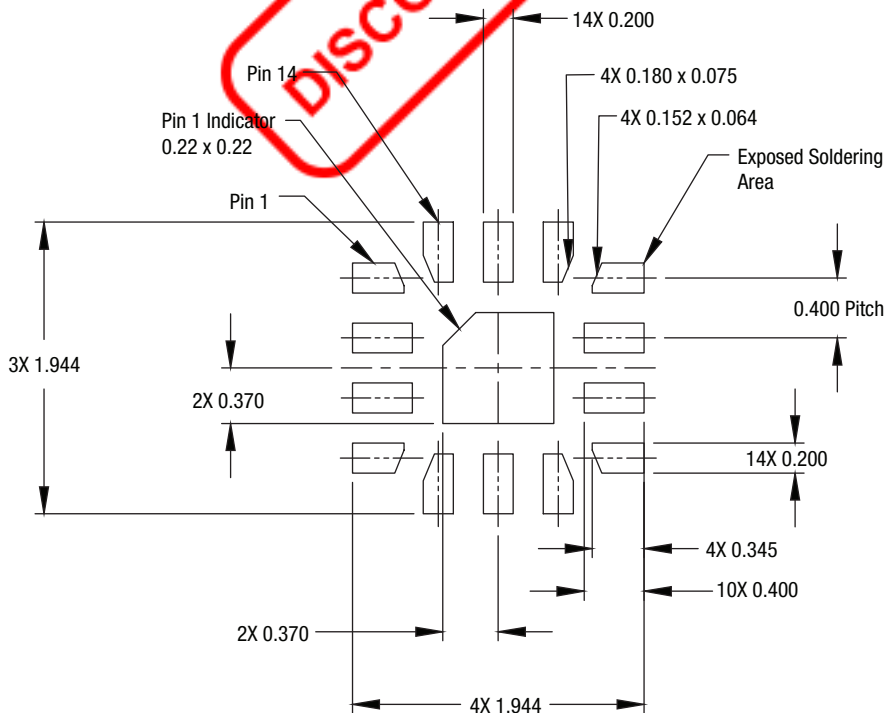 14X 0.200
Pin 14
4X 0.180 x 0.075
Pin 1 Indicator
0.22 x 0.22
4X 0.152 x 0.064
Exposed Soldering
Area
Pin 1
0.400 Pitch
3X 1.944
2X 0.370
14X 0.200
4X 0.345
10X 0.400
2X 0.370
4X 1.944